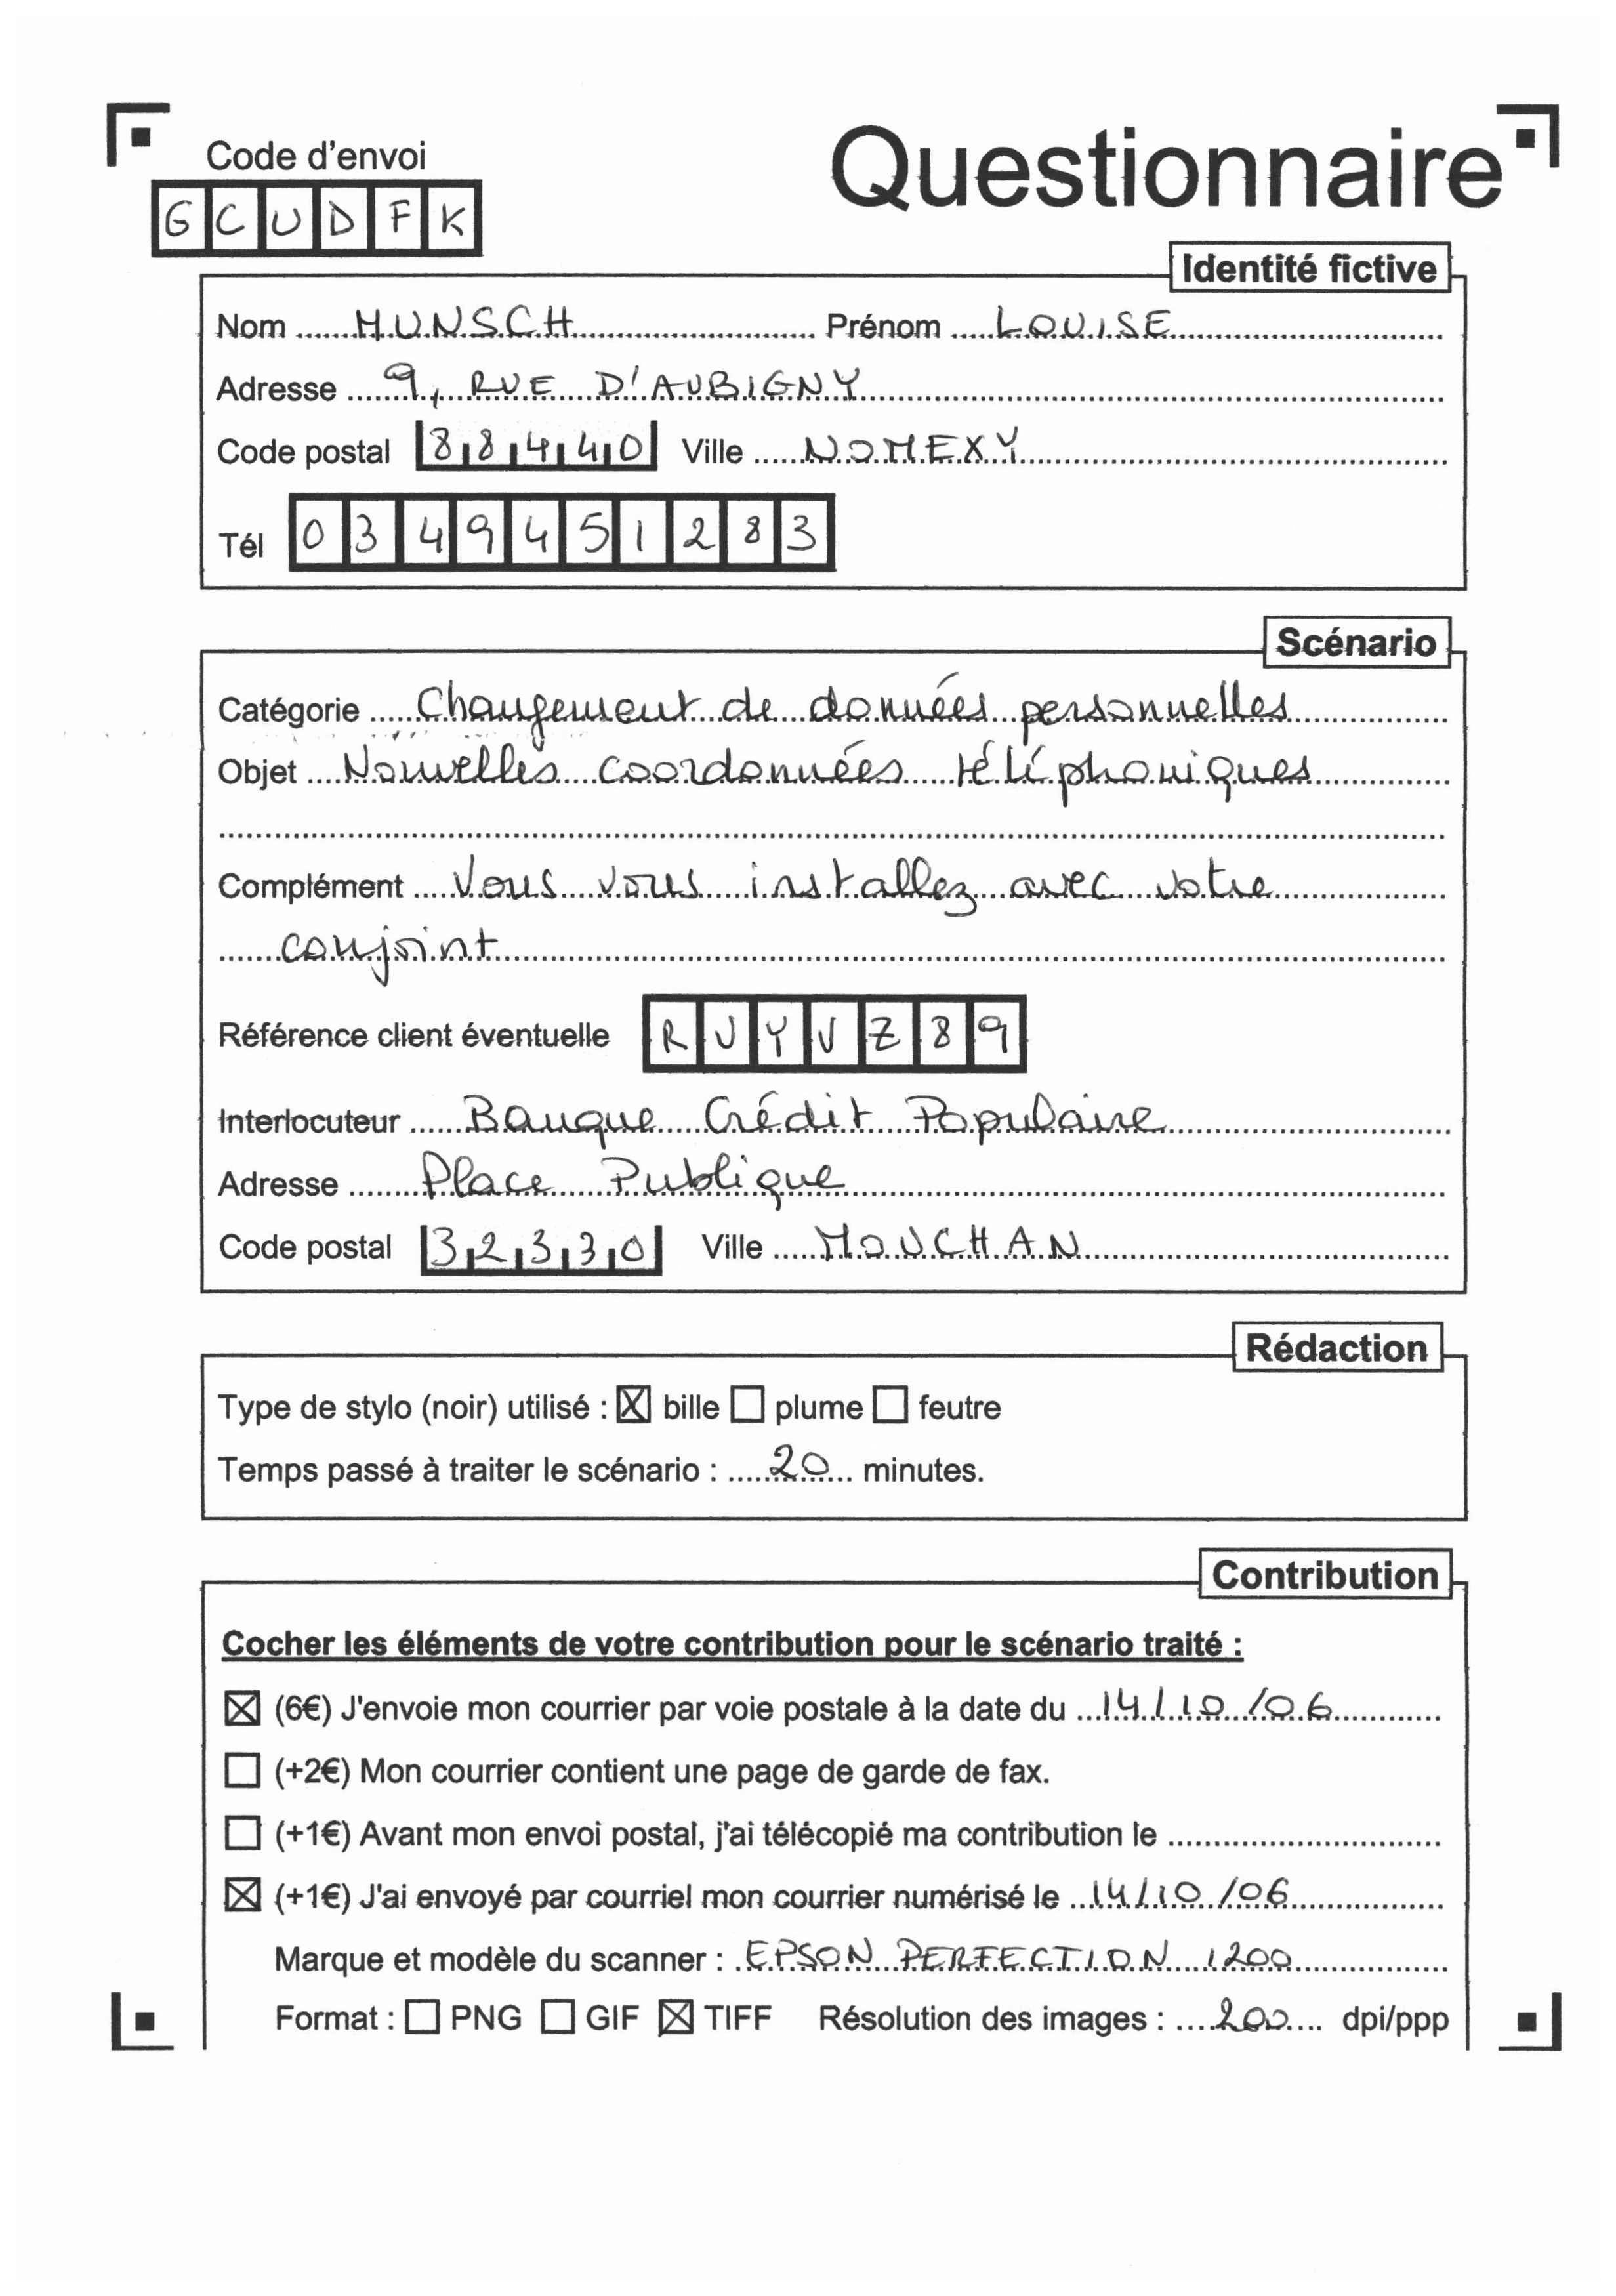 Code d'envoi
Questionnaire
GCUDFK
Identité fictive
Nom MUNSCH Prénom LOUISE
Adresse 9, RUE D'AUBIGNY
Code postal 88440 Ville NOMEXY
Tél 0349451283
Scénario
Catégorie Changement de données personnelles
Objet Nouvelles coordonnées téléphoniques
Complément Vous vous installez avec votre
conjoint
Référence client éventuelle RUYVZ89
Interlocuteur Banque Crédit Populaire
Adresse Place Publique
Code postal 32330 Ville MOUCHAN
Rédaction
Type de stylo (noir) utilisé : ☒ bille ☐ plume ☐ feutre
Temps passé à traiter le scénario : 20 minutes.
Contribution
Cocher les éléments de votre contribution pour le scénario traité :
☒ (6€) J'envoie mon courrier par voie postale à la date du 14/10/06
☐ (+2€) Mon courrier contient une page de garde de fax.
☐ (+1€) Avant mon envoi postal, j'ai télécopié ma contribution le
☒ (+1€) J'ai envoyé par courriel mon courrier numérisé le 14/10/06
Marque et modèle du scanner : EPSON PERFECTION 1200
Format : ☐ PNG ☐ GIF ☒ TIFF Résolution des images : 200 dpi/ppp